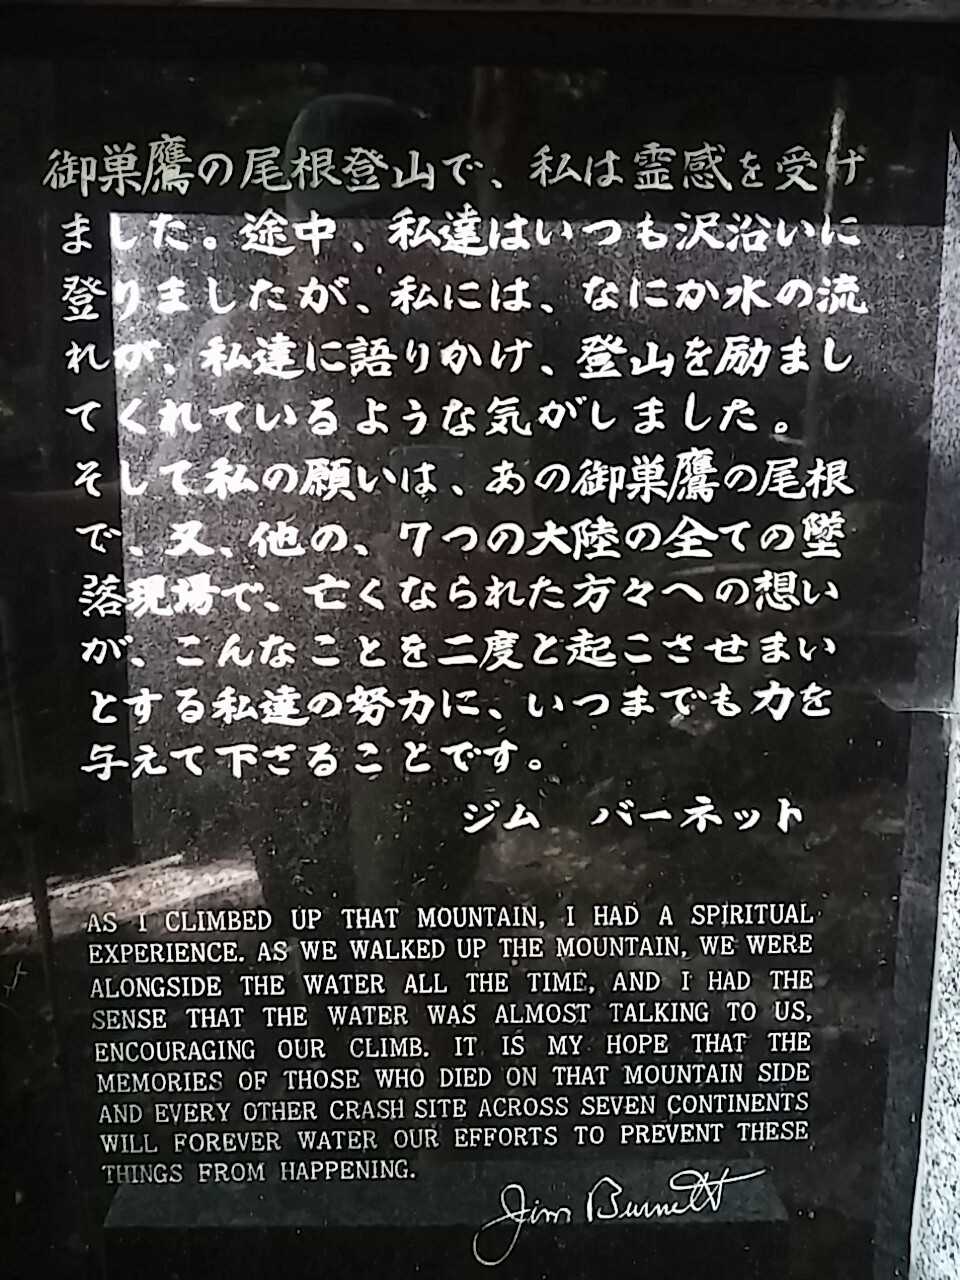 御巣鷹の尾根登山で、私は霊感を受け
ました。途中、私達はいつも沢沿いに
登りましたが、私には、なにか水の流
れが、私達に語りかけ、登山を励まし
てくれているような気がしました。
そして私の願いは、あの御巣鷹の尾根
で、又、他の、7つの大陸の全ての墜
落現場で、亡くなられた方々への想い
が、こんなことを二度と起こさせまい
とする私達の努力に、いつまでも力を
与えて下さることです。
ジム　バーネット
AS I CLIMBED UP THAT MOUNTAIN, I HAD A SPIRITUAL
EXPERIENCE. AS WE WALKED UP THE MOUNTAIN, WE WERE
ALONGSIDE THE WATER ALL THE TIME, AND I HAD THE
SENSE THAT THE WATER WAS ALMOST TALKING TO US,
ENCOURAGING OUR CLIMB. IT IS MY HOPE THAT THE
MEMORIES OF THOSE WHO DIED ON THAT MOUNTAIN SIDE
AND EVERY OTHER CRASH SITE ACROSS SEVEN CONTINENTS
WILL FOREVER WATER OUR EFFORTS TO PREVENT THESE
THINGS FROM HAPPENING.
Jim Burnett